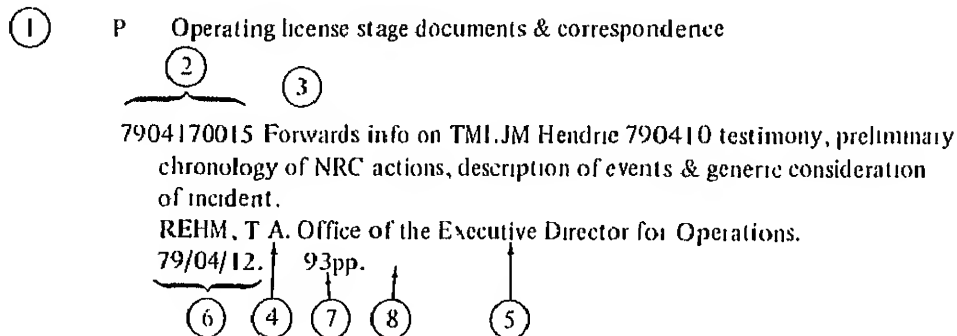 1 P Operating license stage documents & correspondence
2 3
7904170015 Forwards info on TMI.JM Hendrie 790410 testimony, preliminary
chronology of NRC actions, description of events & generic consideration
of incident.
REHM, T A. Office of the Executive Director for Operations.
79/04/12. 93pp.
6 4 7 8 5